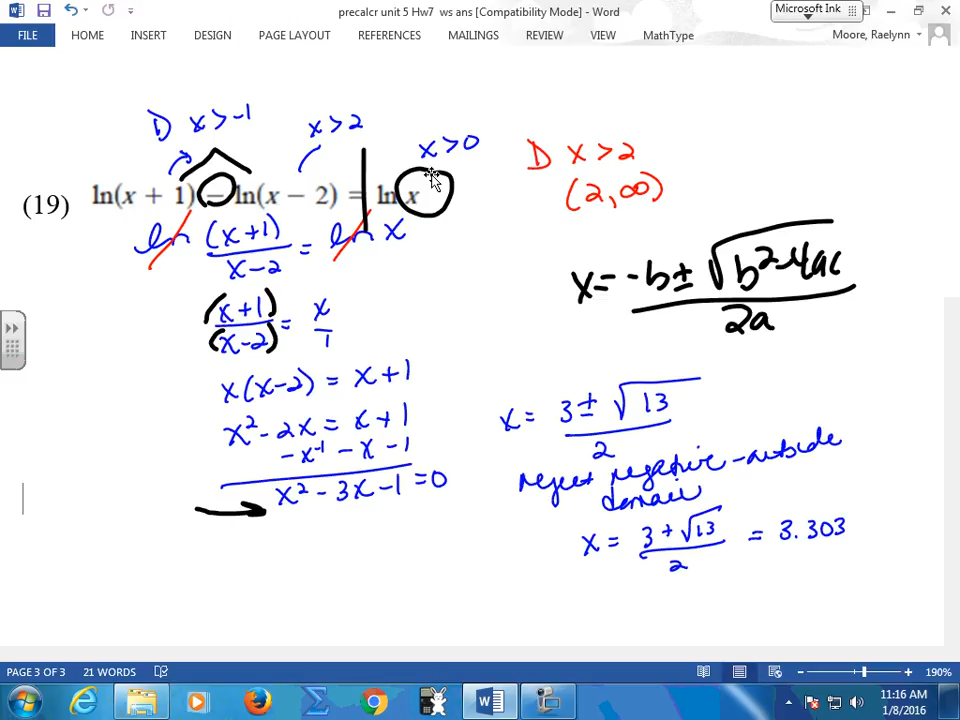 precalcr unit 5 Hw7 ws ans [Compatibility Mode] - Word
Microsoft Ink
FILE HOME INSERT DESIGN PAGE LAYOUT REFERENCES MAILINGS REVIEW VIEW MathType Moore, Raelynn
D x > -1
x > 2
x > 0
(19) ln(x + 1) − ln(x − 2) = ln x
ln (x+1)/(x-2) = ln x
(x+1)/(x-2) = x/1
x(x-2) = x+1
x² - 2x = x+1
-x -1 -x -1
x² - 3x - 1 = 0
D x > 2
(2, ∞)
x = (-b ± √(b² - 4ac))/(2a)
x = (3 ± √13)/2
reject negative - outside
domain
x = (3 + √13)/2 = 3.303
PAGE 3 OF 3 21 WORDS 190%
11:16 AM
1/8/2016